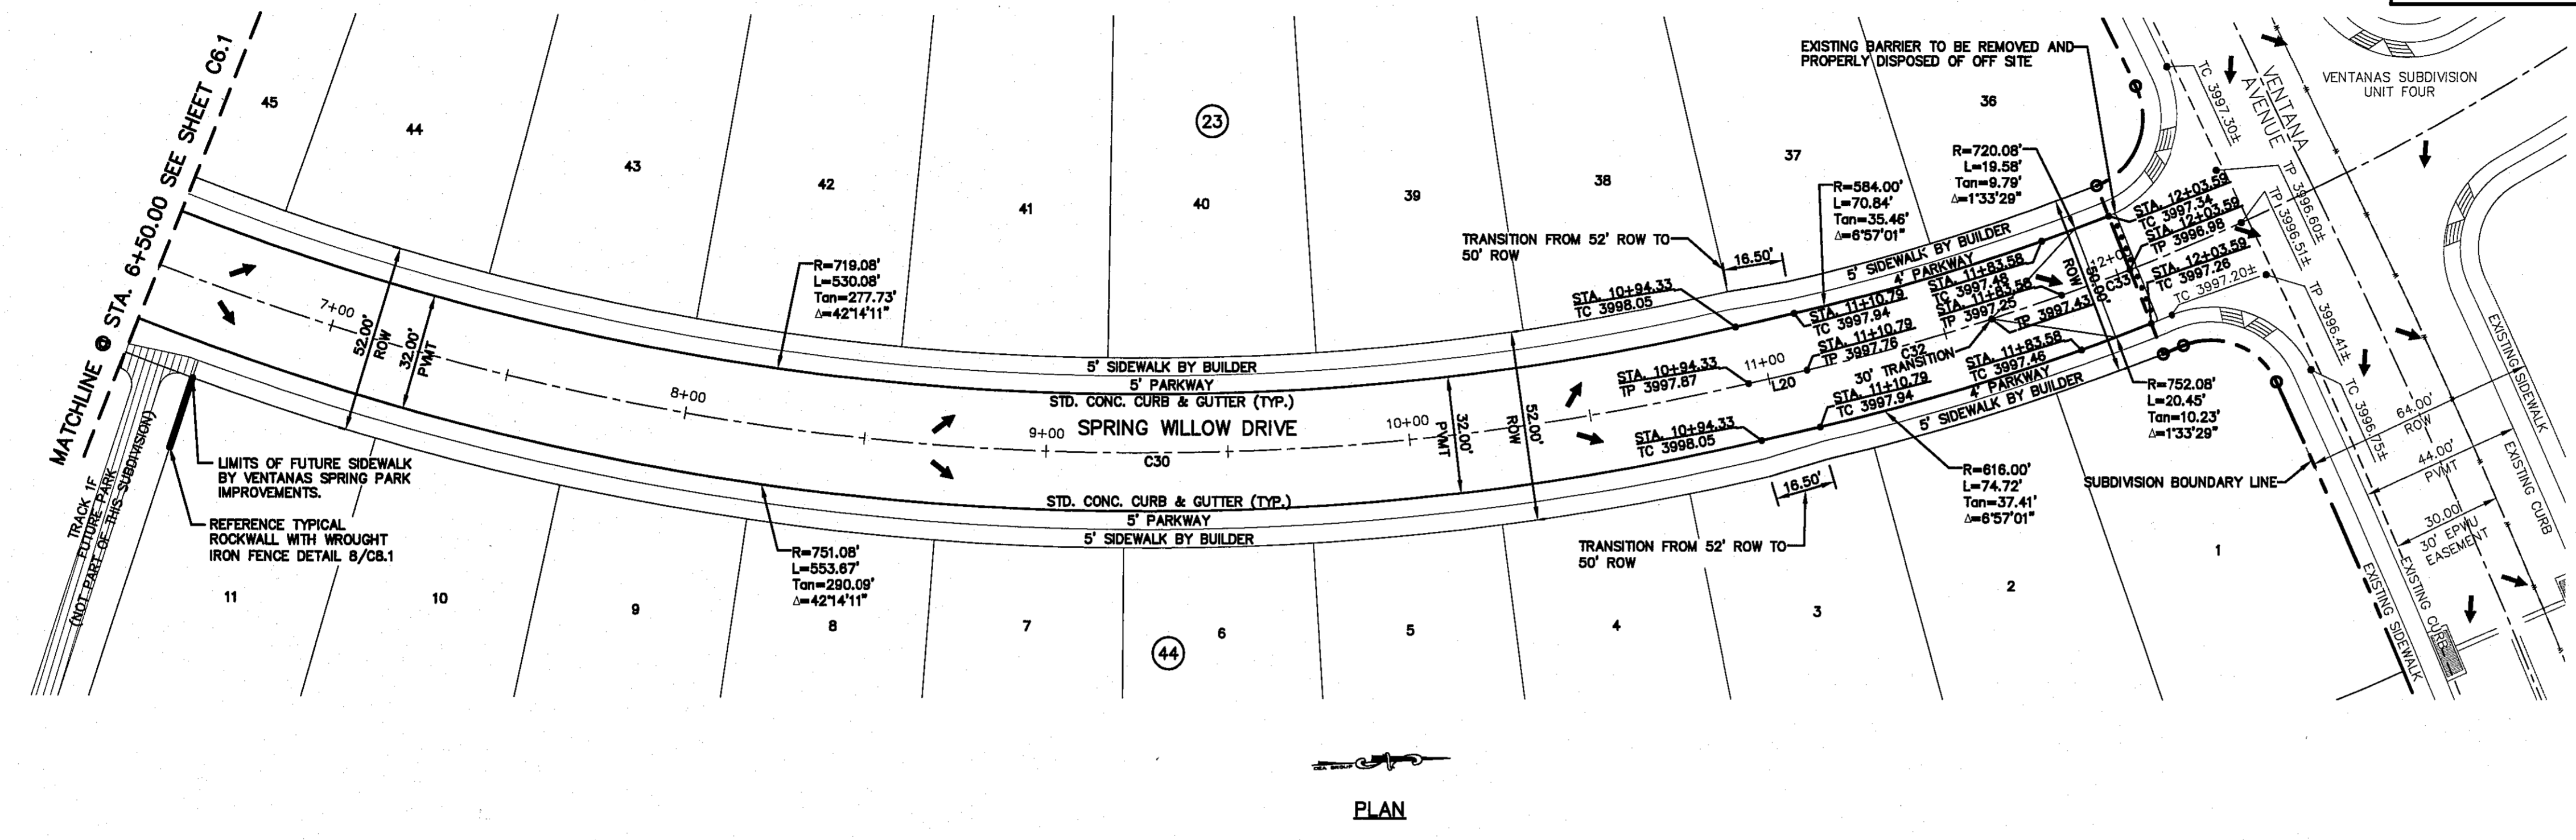 MATCHLINE @ STA. 6+50.00 SEE SHEET C6.1
45
44
43
42
41
23
40
39
38
37
36
EXISTING BARRIER TO BE REMOVED AND
PROPERLY DISPOSED OF OFF SITE
TC 3997.30±
VENTANA
AVENUE
VENTANAS SUBDIVISION
UNIT FOUR
R=720.08'
L=19.58'
Tan=9.79'
Δ=1°33'29"
R=584.00'
L=70.84'
Tan=35.46'
Δ=6°57'01"
TRANSITION FROM 52' ROW TO
50' ROW
16.50'
5' SIDEWALK BY BUILDER
4' PARKWAY
STA. 12+03.59
TC 3997.34
STA. 12+03.59
TP 3996.98
STA. 12+03.59
TC 3997.26
TC 3997.20±
TP 3996.60±
TP 3996.51±
TP 3996.41±
TC 3996.75±
R=719.08'
L=530.08'
Tan=277.73'
Δ=42°14'11"
7+00
52.00'
ROW
32.00'
PVMT
8+00
5' SIDEWALK BY BUILDER
5' PARKWAY
STD. CONC. CURB & GUTTER (TYP.)
9+00
SPRING WILLOW DRIVE
C30
10+00
32.00'
PVMT
52.00'
ROW
STD. CONC. CURB & GUTTER (TYP.)
5' PARKWAY
5' SIDEWALK BY BUILDER
STA. 10+94.33
TC 3998.05
STA. 10+94.33
TP 3997.87
STA. 10+94.33
TC 3998.05
11+00
L20
STA. 11+10.79
TC 3997.94
STA. 11+10.79
TP 3997.76
C32
30' TRANSITION
STA. 11+10.79
TC 3997.94
STA. 11+83.58
TC 3997.46
STA. 11+83.58
TP 3997.25
TP 3997.43
STA. 11+83.58
TC 3997.46
50.00'
ROW
12+00
C33
4' PARKWAY
5' SIDEWALK BY BUILDER
16.50'
TRANSITION FROM 52' ROW TO
50' ROW
R=616.00'
L=74.72'
Tan=37.41'
Δ=6°57'01"
R=752.08'
L=20.45'
Tan=10.23'
Δ=1°33'29"
SUBDIVISION BOUNDARY LINE
64.00'
ROW
44.00'
PVMT
30.00'
30' EPWU
EASEMENT
EXISTING SIDEWALK
EXISTING CURB
EXISTING SIDEWALK
EXISTING CURB
LIMITS OF FUTURE SIDEWALK
BY VENTANAS SPRING PARK
IMPROVEMENTS.
REFERENCE TYPICAL
ROCKWALL WITH WROUGHT
IRON FENCE DETAIL 8/C8.1
TRACK 1F
FUTURE PARK
(NOT PART OF THIS SUBDIVISION)
R=751.08'
L=553.67'
Tan=290.09'
Δ=42°14'11"
11
10
9
8
7
6
44
5
4
3
2
1
CEA GROUP
PLAN